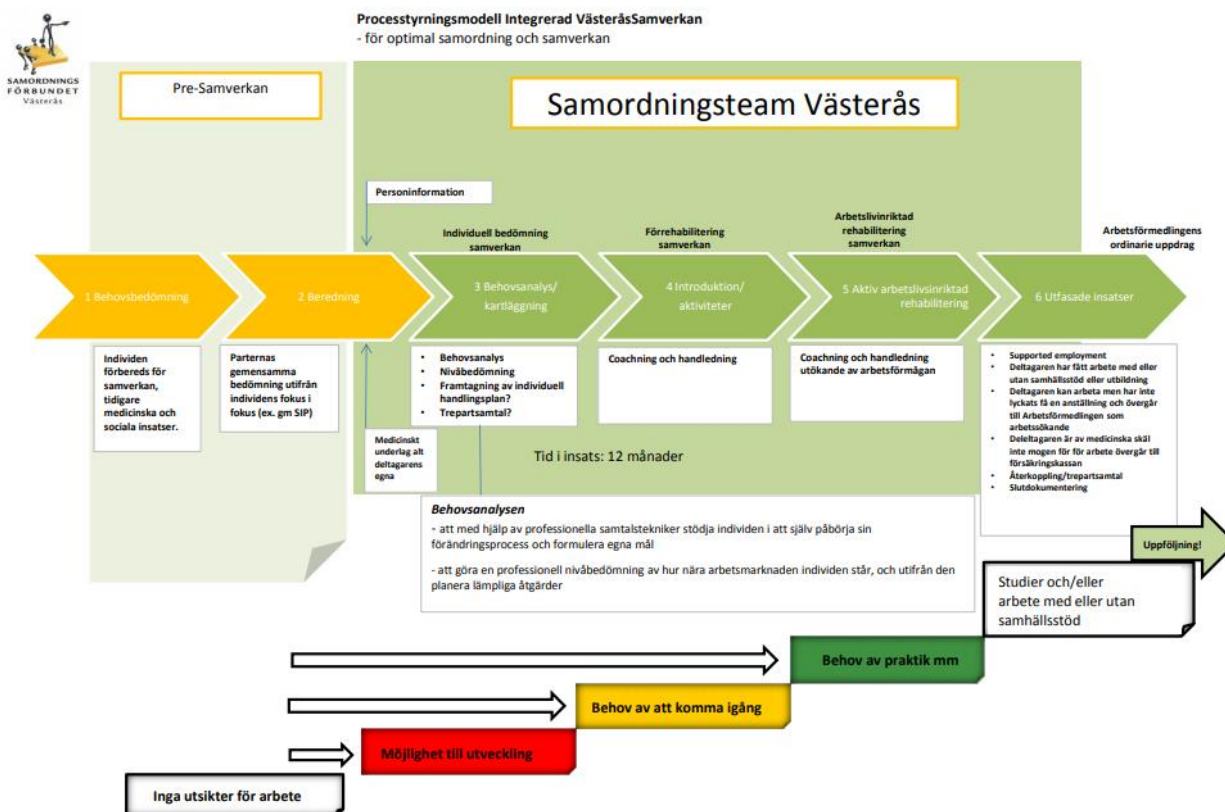 Processtyrningsmodell Integrerad VästeråsSamverkan
- för optimal samordning och samverkan
SAMORDNINGS
FÖRBUNDET
Västerås
Pre-Samverkan
Samordningsteam Västerås
Personinformation
Individuell bedömning
samverkan
Förrehabilitering
samverkan
Arbetslivinriktad
rehabilitering
samverkan
Arbetsförmedlingens
ordinarie uppdrag
1 Behovsbedömning
2 Beredning
3 Behovsanalys/
kartläggning
4 Introduktion/
aktiviteter
5 Aktiv arbetslivsinriktad
rehabilitering
6 Utfasade insatser
Individen
förbereds för
samverkan,
tidigare
medicinska och
sociala insatser.
Parternas
gemensamma
bedömning utifrån
individens fokus i
fokus (ex. gm SIP)
Medicinskt
underlag alt
deltagarens
egna
• Behovsanalys
• Nivåbedömning
• Framtagning av individuell
handlingsplan?
• Trepartsamtal?
Coachning och handledning
Coachning och handledning
utökande av arbetsförmågan
• Supported employment
• Deltagaren har fått arbete med eller
utan samhällsstöd eller utbildning
• Deltagaren kan arbeta men har inte
lyckats få en anställning och övergår
till Arbetsförmedlingen som
arbetssökande
• Deleltagaren är av medicinska skäl
inte mogen för för arbete övergår till
försäkringskassan
• Återkoppling/trepartsamtal
• Slutdokumentering
Tid i insats: 12 månader
Behovsanalysen
- att med hjälp av professionella samtalstekniker stödja individen i att själv påbörja sin
förändringsprocess och formulera egna mål
- att göra en professionell nivåbedömning av hur nära arbetsmarknaden individen står, och utifrån den
planera lämpliga åtgärder
Uppföljning!
Studier och/eller
arbete med eller utan
samhällsstöd
Behov av praktik mm
Behov av att komma igång
Möjlighet till utveckling
Inga utsikter för arbete